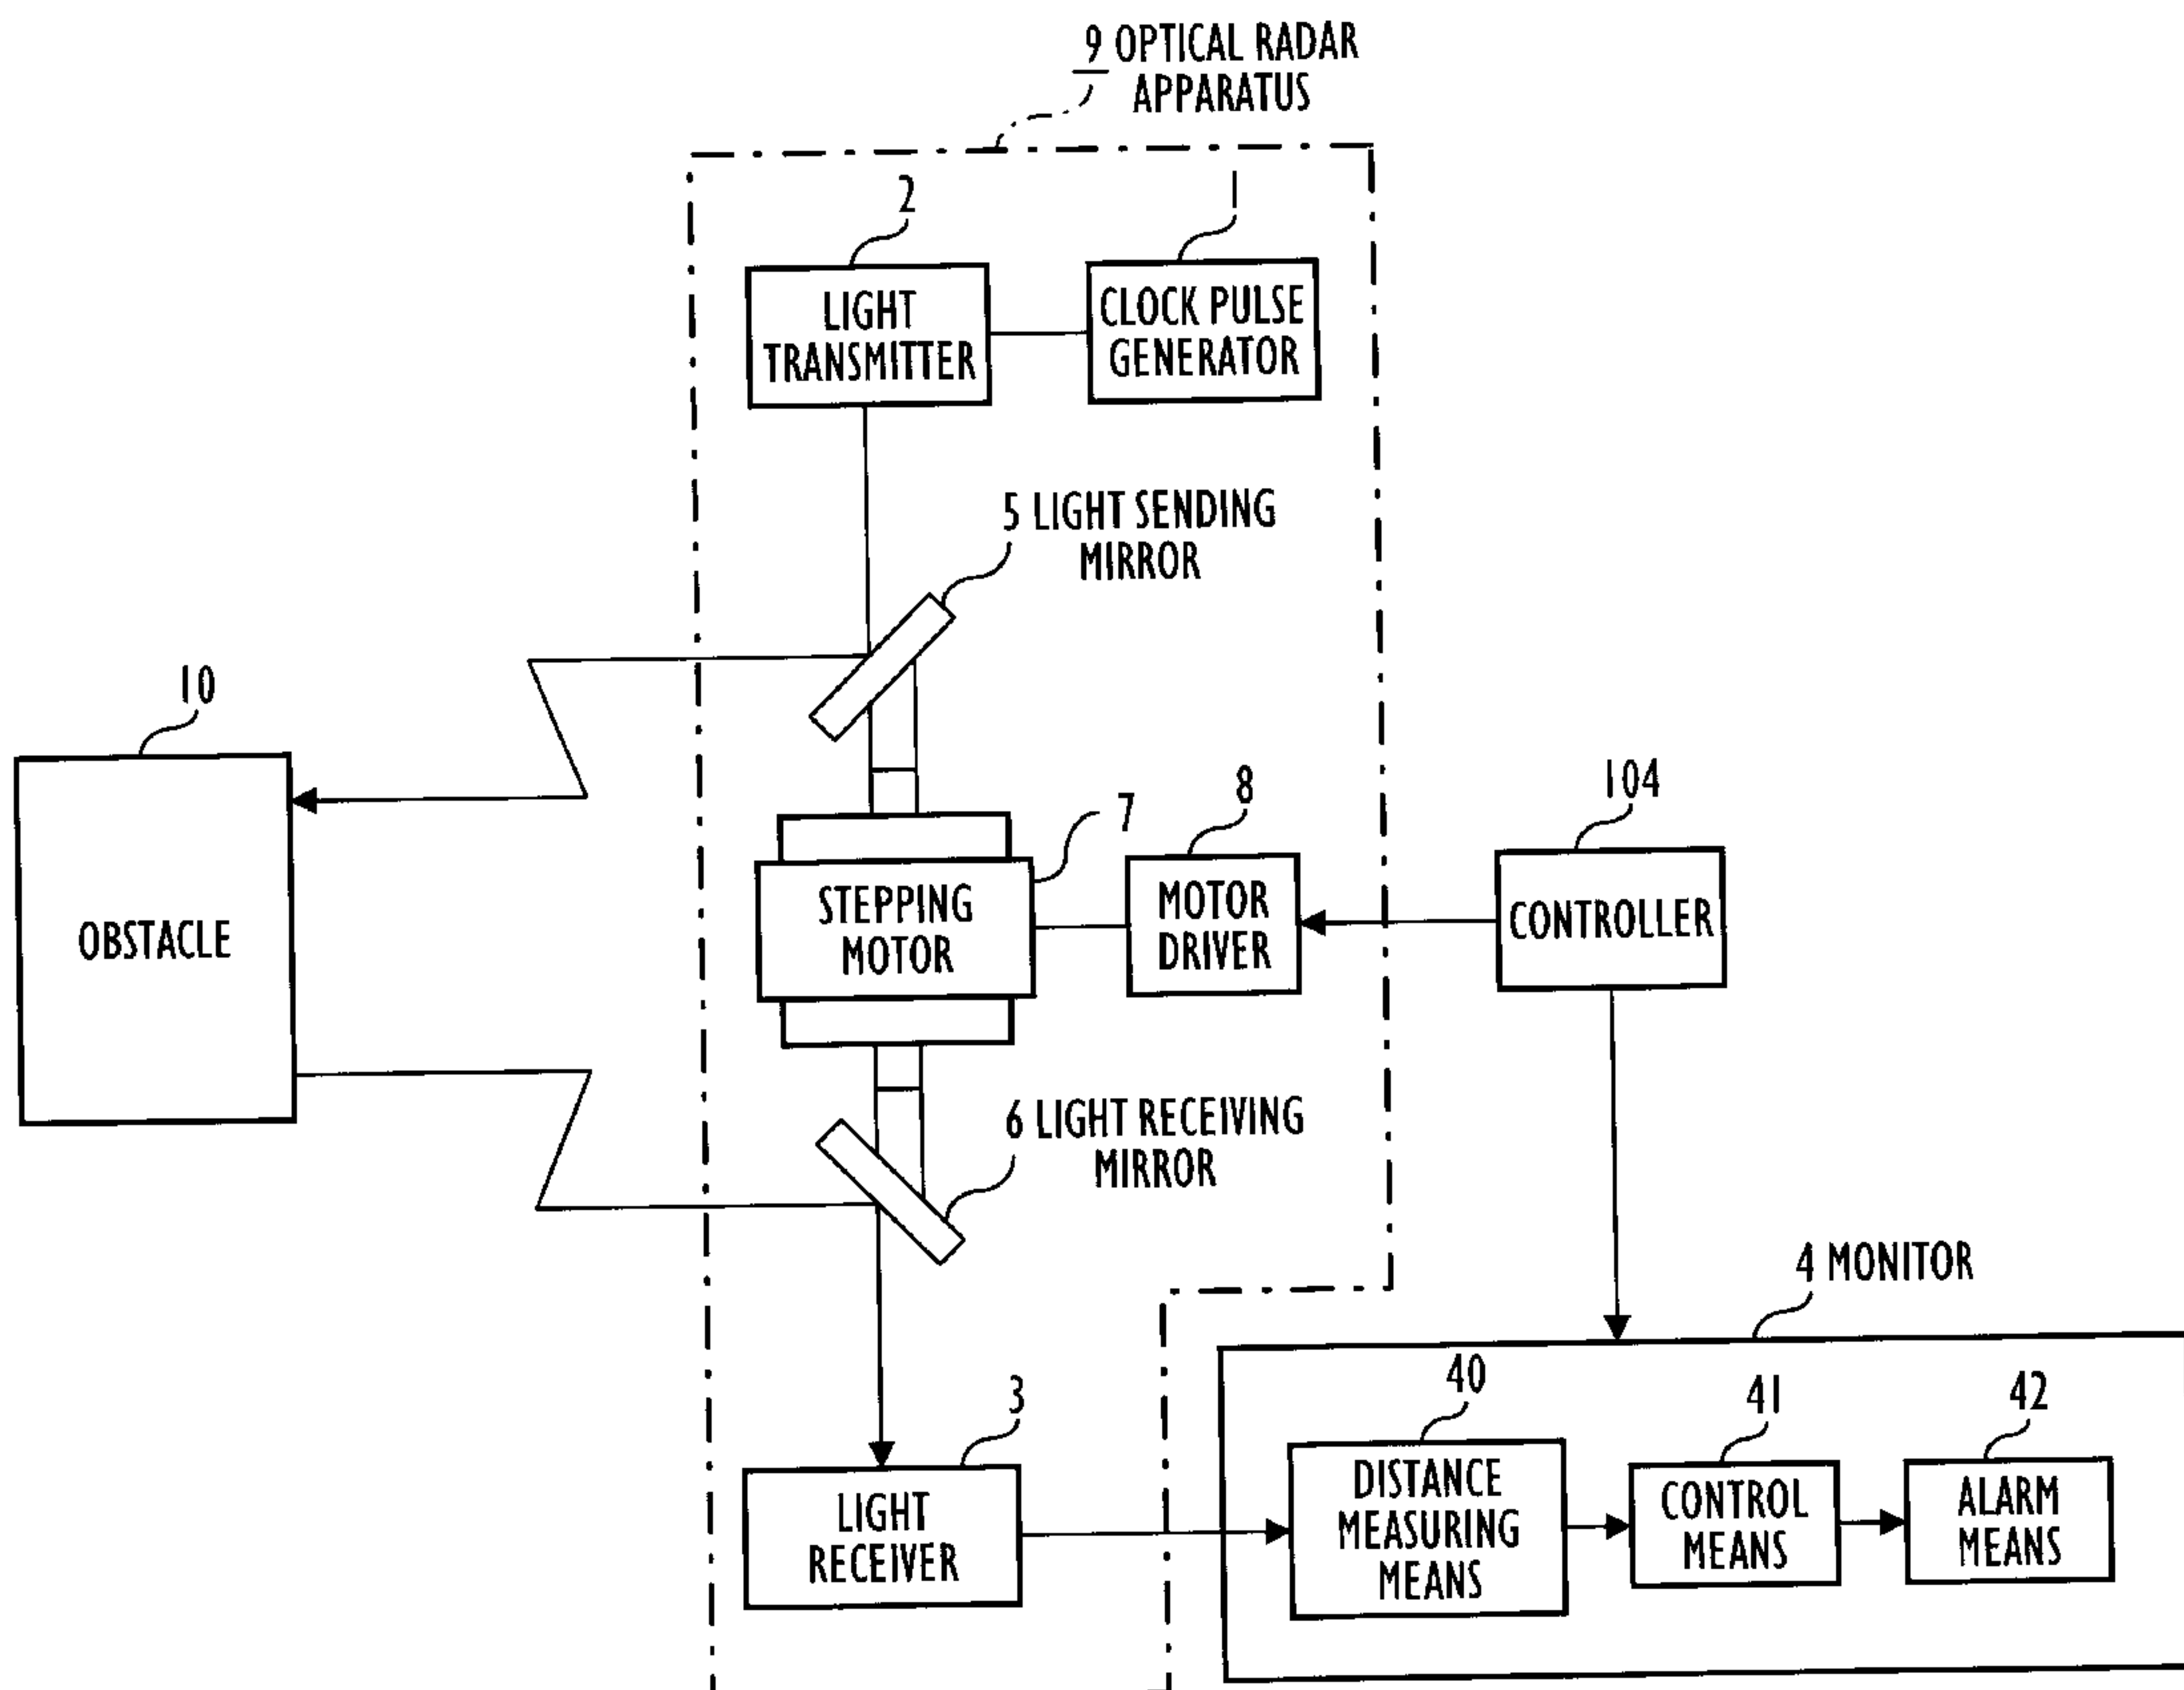 9 OPTICAL RADAR
APPARATUS
2
1
LIGHT
TRANSMITTER
CLOCK PULSE
GENERATOR
5 LIGHT SENDING
MIRROR
10
OBSTACLE
7
8
104
STEPPING
MOTOR
MOTOR
DRIVER
CONTROLLER
6 LIGHT RECEIVING
MIRROR
4 MONITOR
3
LIGHT
RECEIVER
40
DISTANCE
MEASURING
MEANS
41
CONTROL
MEANS
42
ALARM
MEANS